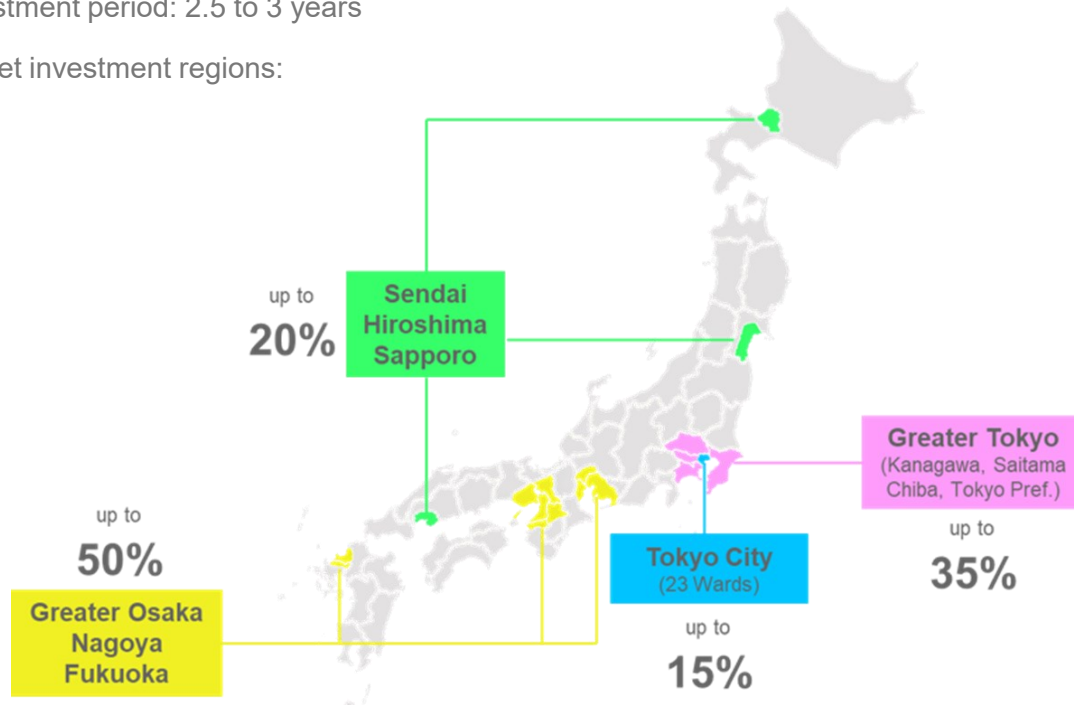 estment period: 2.5 to 3 years
et investment regions:
up to
20%
Sendai
Hiroshima
Sapporo
Greater Tokyo
(Kanagawa, Saitama
Chiba, Tokyo Pref.)
up to
35%
up to
50%
Greater Osaka
Nagoya
Fukuoka
Tokyo City
(23 Wards)
up to
15%